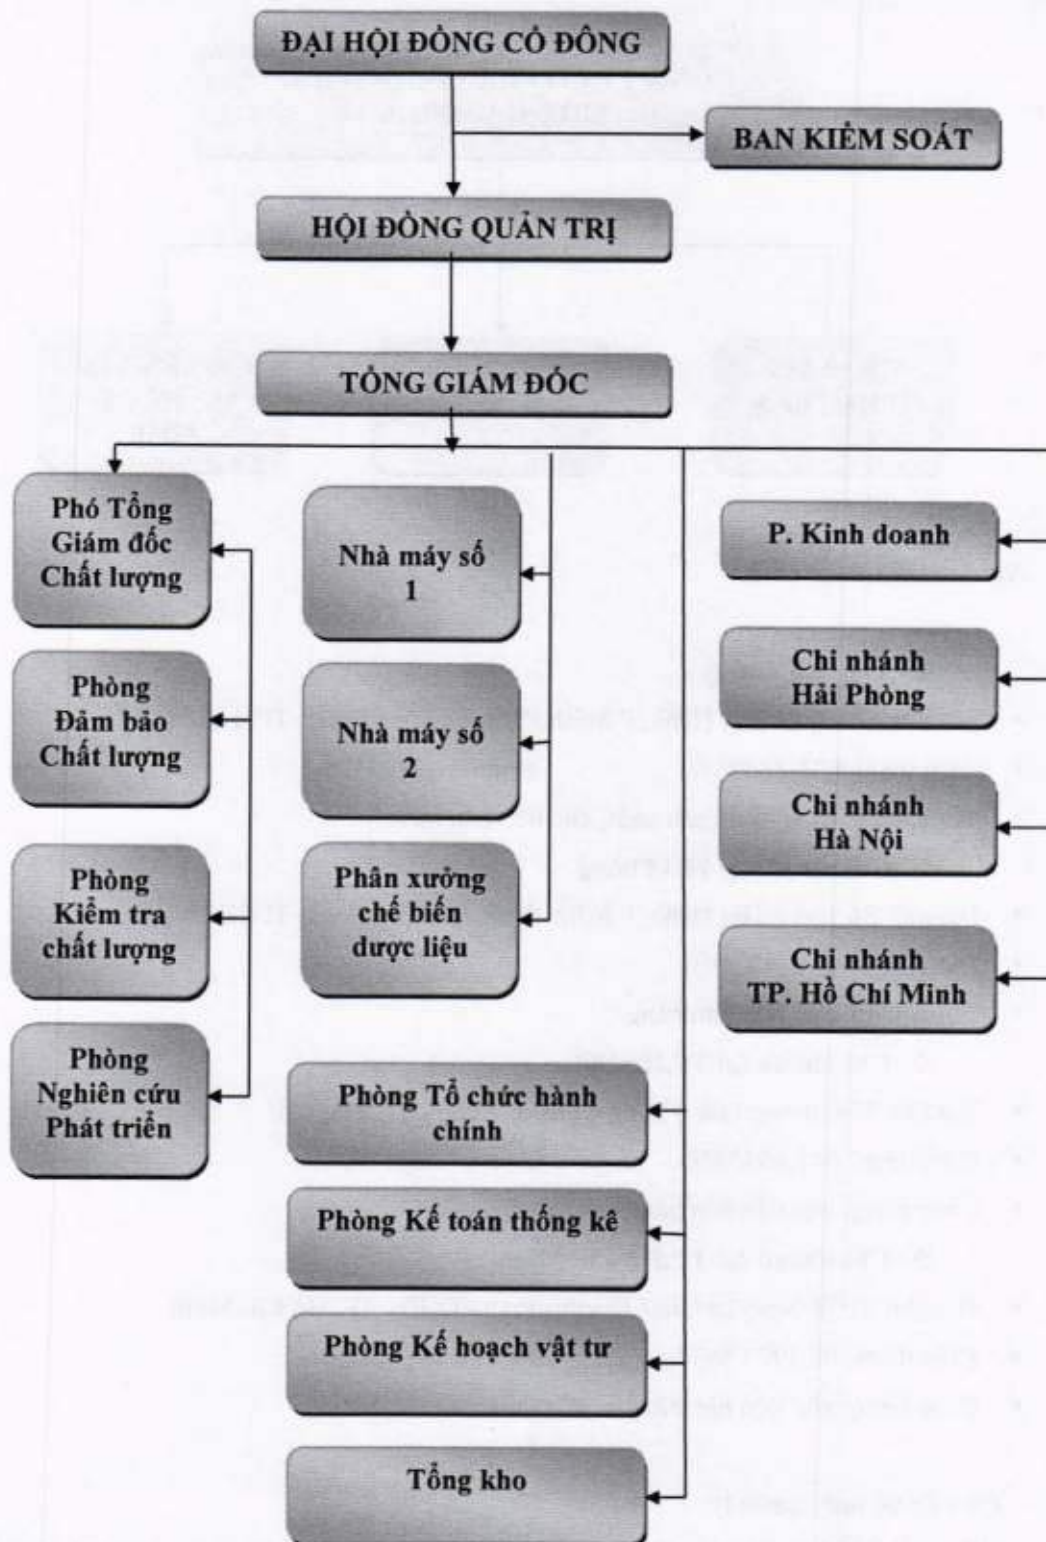 ĐẠI HỘI ĐỒNG CỔ ĐÔNG
BAN KIỂM SOÁT
HỘI ĐỒNG QUẢN TRỊ
TỔNG GIÁM ĐỐC
Phó Tổng
Giám đốc
Chất lượng
Phòng
Đảm bảo
Chất lượng
Phòng
Kiểm tra
chất lượng
Phòng
Nghiên cứu
Phát triển
Nhà máy số
1
Nhà máy số
2
Phân xưởng
chế biến
dược liệu
P. Kinh doanh
Chi nhánh
Hải Phòng
Chi nhánh
Hà Nội
Chi nhánh
TP. Hồ Chí Minh
Phòng Tổ chức hành
chính
Phòng Kế toán thống kê
Phòng Kế hoạch vật tư
Tổng kho